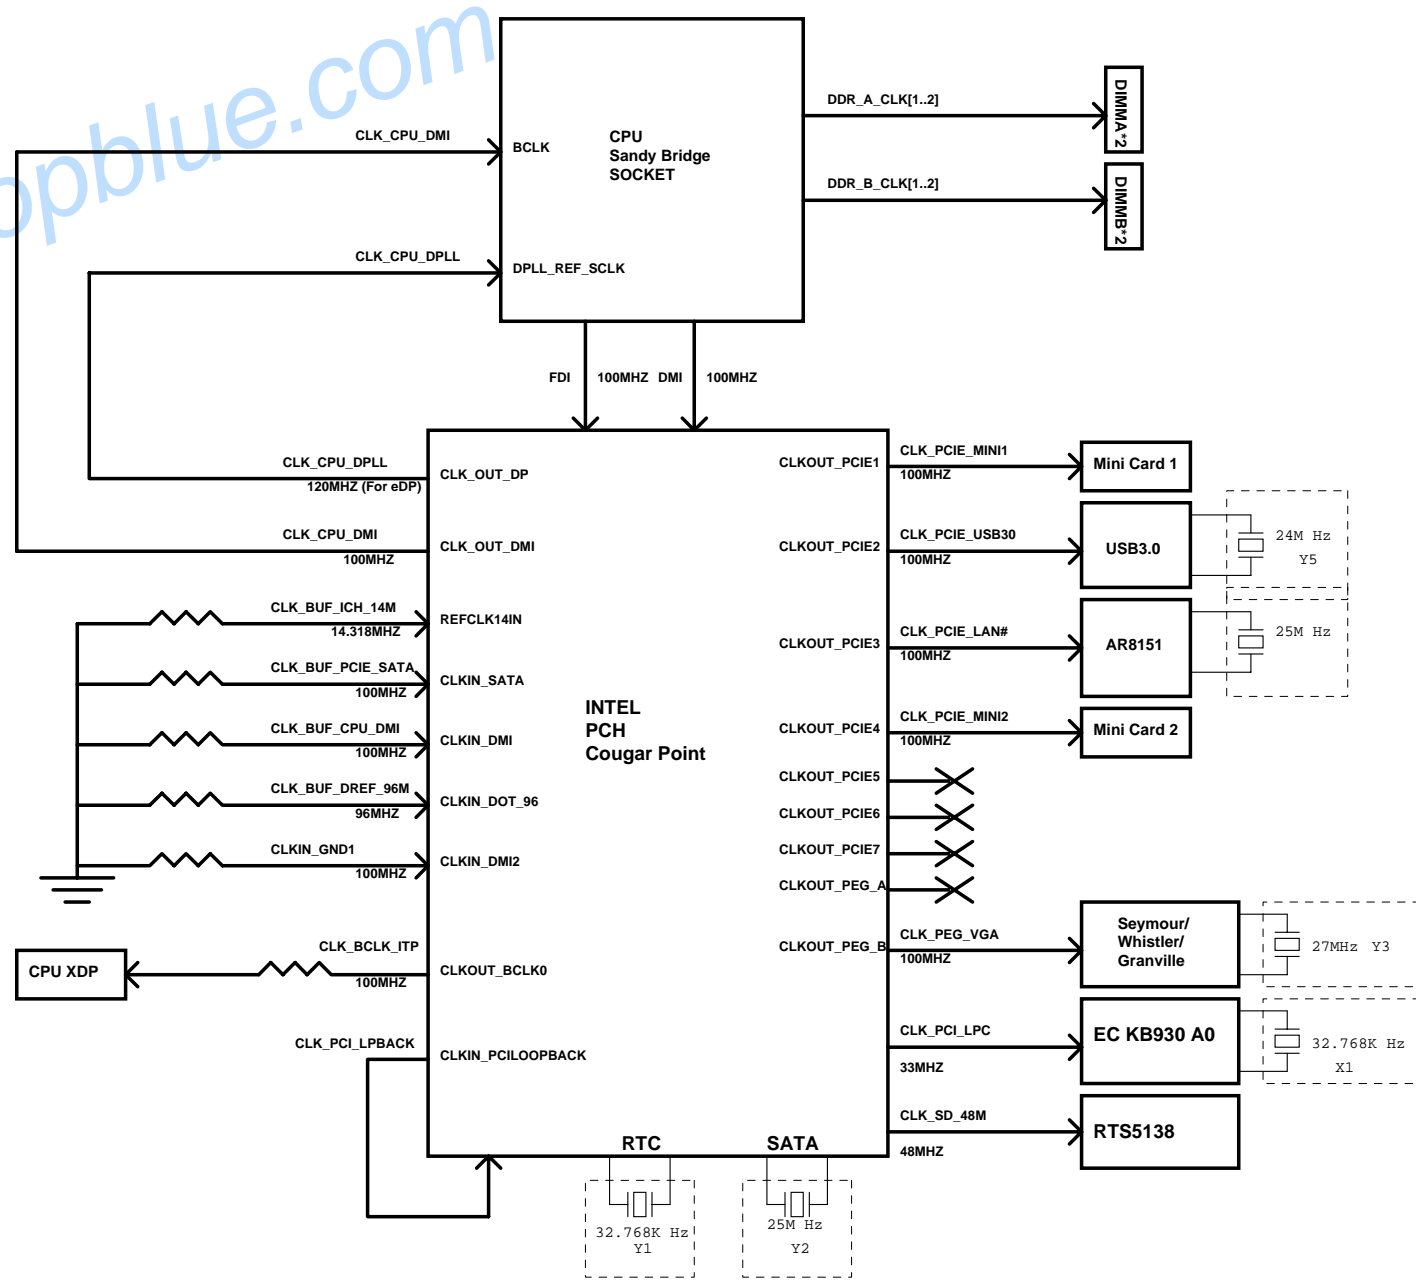 opblue.com
CPU
Sandy Bridge
SOCKET
BCLK
DPLL_REF_SCLK
CLK_CPU_DMI
CLK_CPU_DPLL
DDR_A_CLK[1..2]
DDR_B_CLK[1..2]
DIMMA*2
DIMMB*2
FDI
100MHZ
DMI
100MHZ
CLK_CPU_DPLL
120MHZ (For eDP)
CLK_OUT_DP
CLK_CPU_DMI
100MHZ
CLK_OUT_DMI
CLK_BUF_ICH_14M
14.318MHZ
REFCLK14IN
CLK_BUF_PCIE_SATA
100MHZ
CLKIN_SATA
CLK_BUF_CPU_DMI
100MHZ
CLKIN_DMI
CLK_BUF_DREF_96M
96MHZ
CLKIN_DOT_96
CLKIN_GND1
100MHZ
CLKIN_DMI2
CPU XDP
CLK_BCLK_ITP
100MHZ
CLKOUT_BCLK0
CLK_PCI_LPBACK
CLKIN_PCILOOPBACK
INTEL
PCH
Cougar Point
CLKOUT_PCIE1
CLK_PCIE_MINI1
100MHZ
Mini Card 1
CLKOUT_PCIE2
CLK_PCIE_USB30
100MHZ
USB3.0
24M Hz
Y5
CLKOUT_PCIE3
CLK_PCIE_LAN#
100MHZ
AR8151
25M Hz
CLKOUT_PCIE4
CLK_PCIE_MINI2
100MHZ
Mini Card 2
CLKOUT_PCIE5
CLKOUT_PCIE6
CLKOUT_PCIE7
CLKOUT_PEG_A
CLKOUT_PEG_B
CLK_PEG_VGA
100MHZ
Seymour/
Whistler/
Granville
27MHz Y3
CLK_PCI_LPC
33MHZ
EC KB930 A0
32.768K Hz
X1
CLK_SD_48M
48MHZ
RTS5138
RTC
SATA
32.768K Hz
Y1
25M Hz
Y2